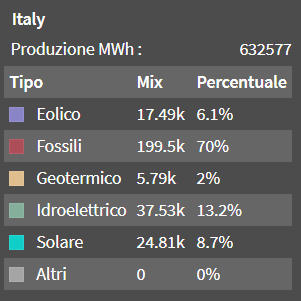 Italy
Produzione MWh : 632577
Tipo Mix Percentuale
Eolico 17.49k 6.1%
Fossili 199.5k 70%
Geotermico 5.79k 2%
Idroelettrico 37.53k 13.2%
Solare 24.81k 8.7%
Altri 0 0%